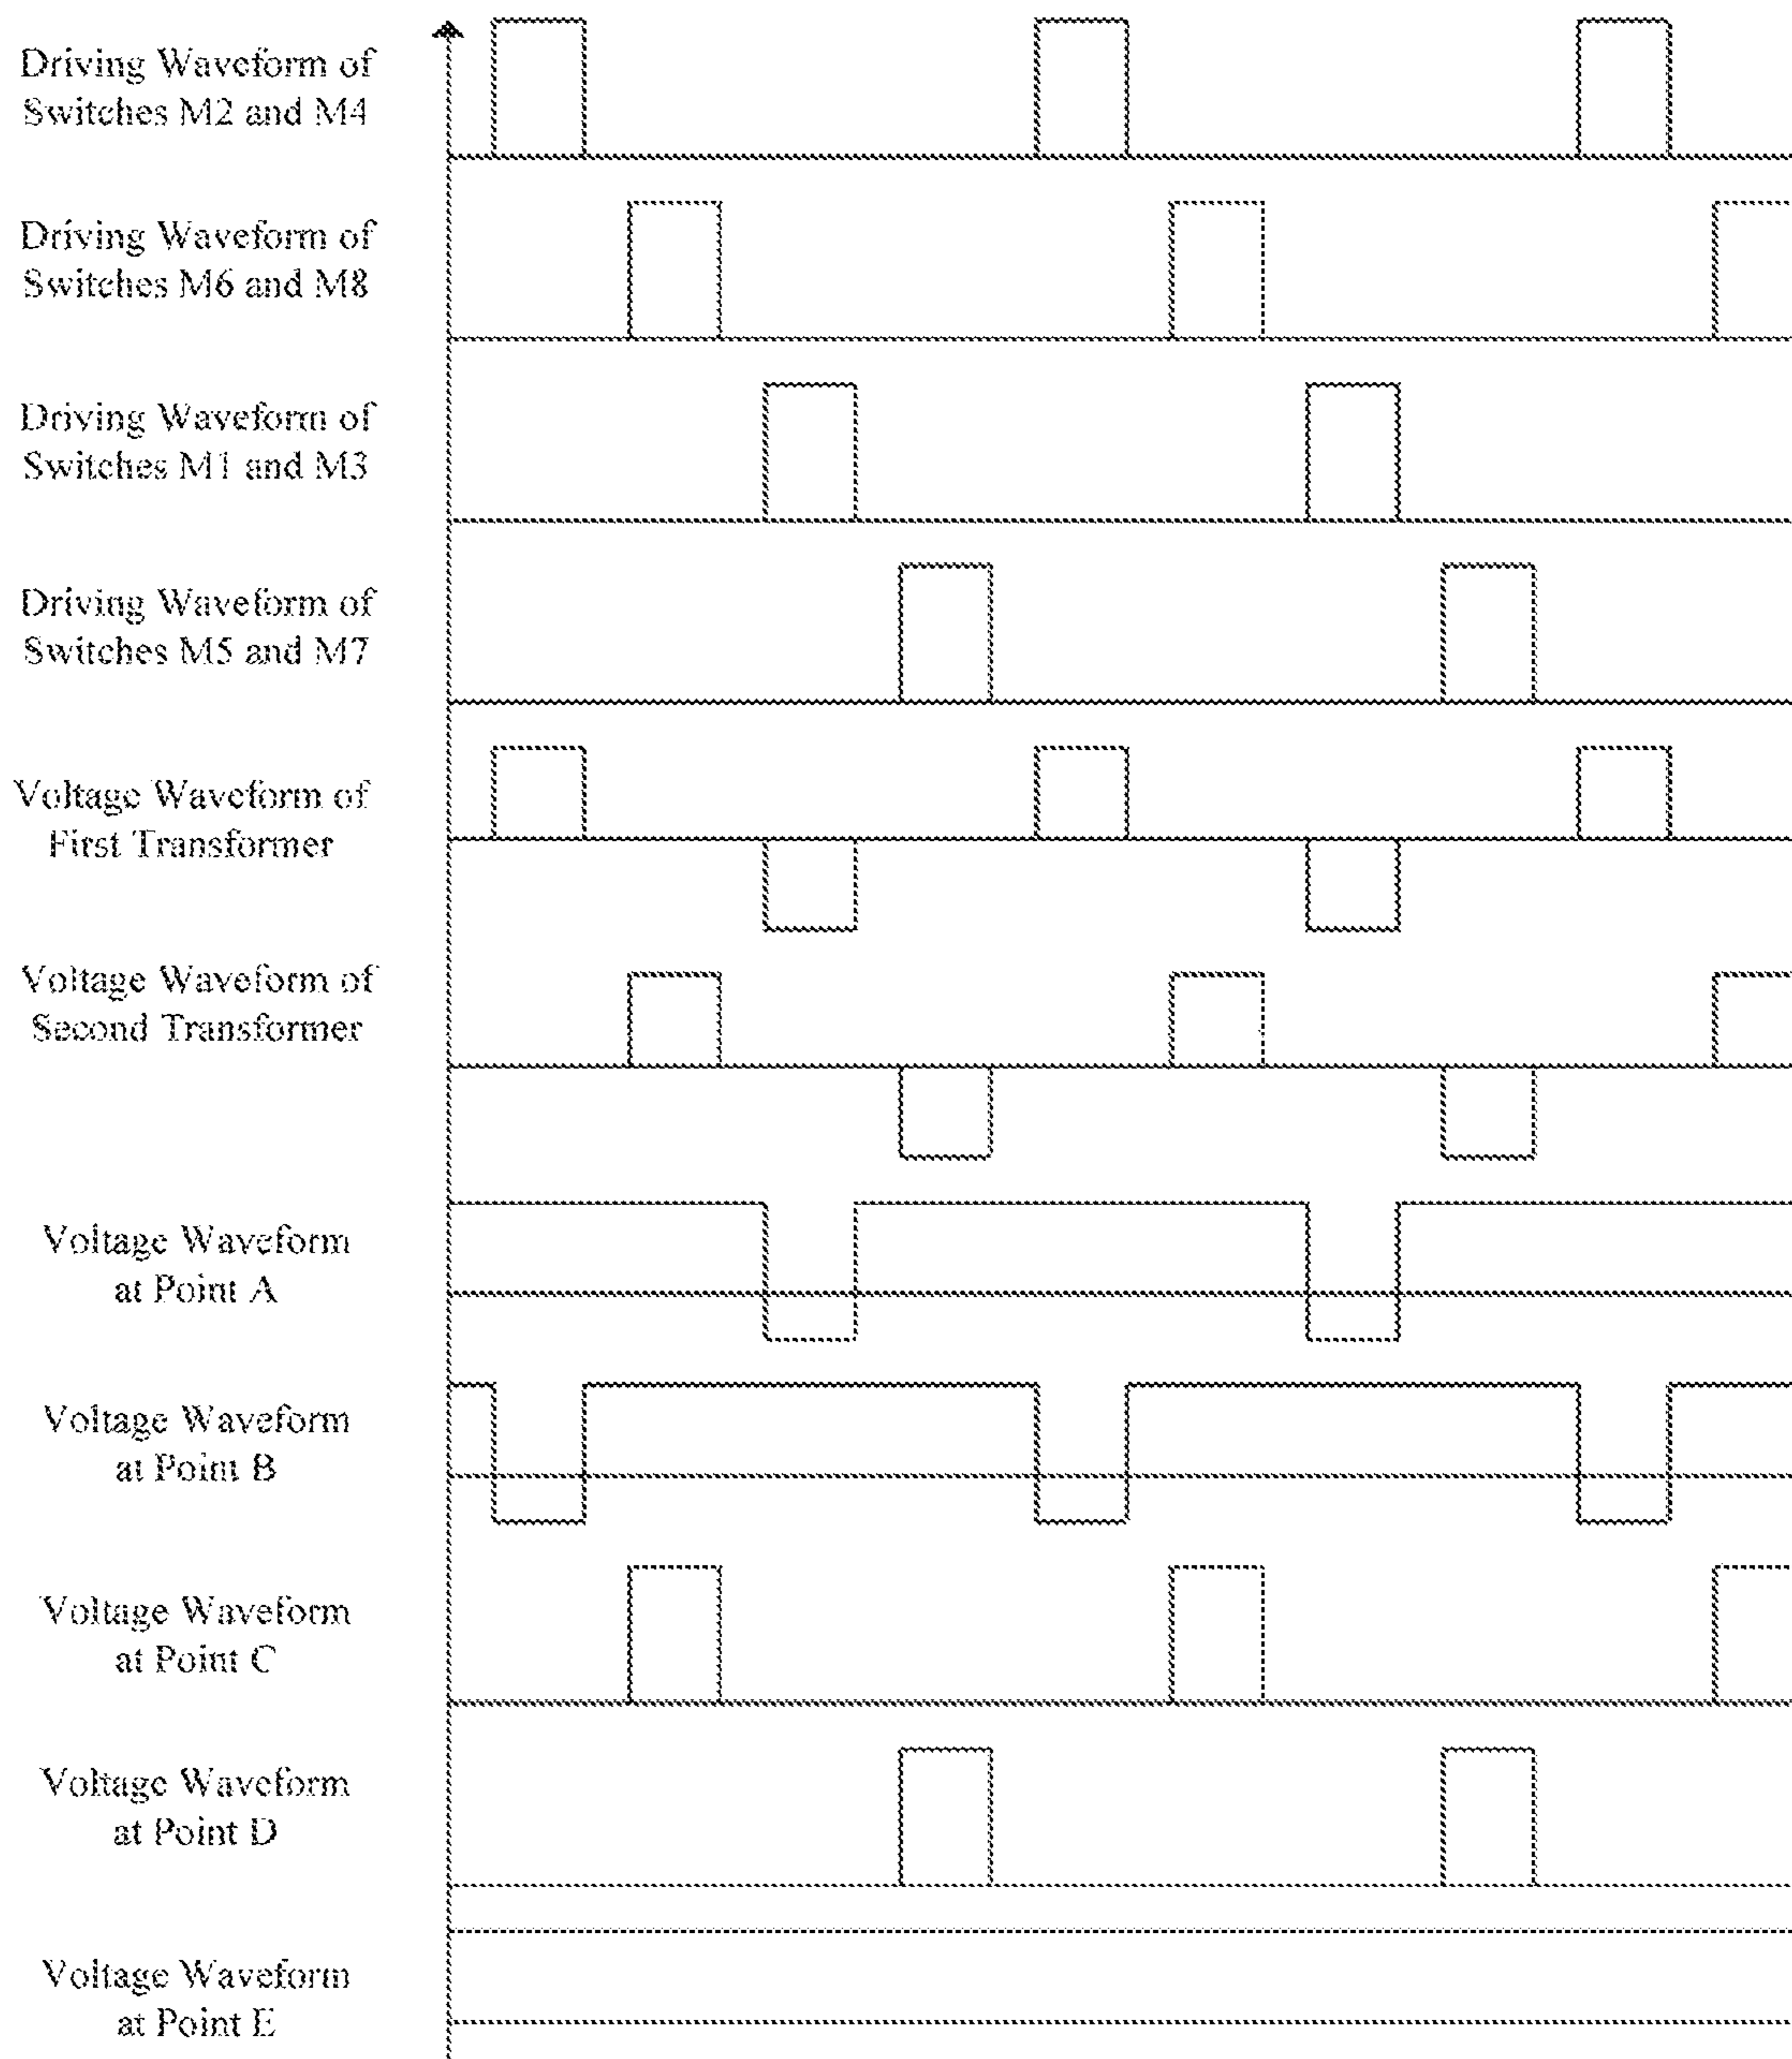 Driving Waveform of
Switches M2 and M4
Driving Waveform of
Switches M6 and M8
Driving Waveform of
Switches M1 and M3
Driving Waveform of
Switches M5 and M7
Voltage Waveform of
First Transformer
Voltage Waveform of
Second Transformer
Voltage Waveform
at Point A
Voltage Waveform
at Point B
Voltage Waveform
at Point C
Voltage Waveform
at Point D
Voltage Waveform
at Point E